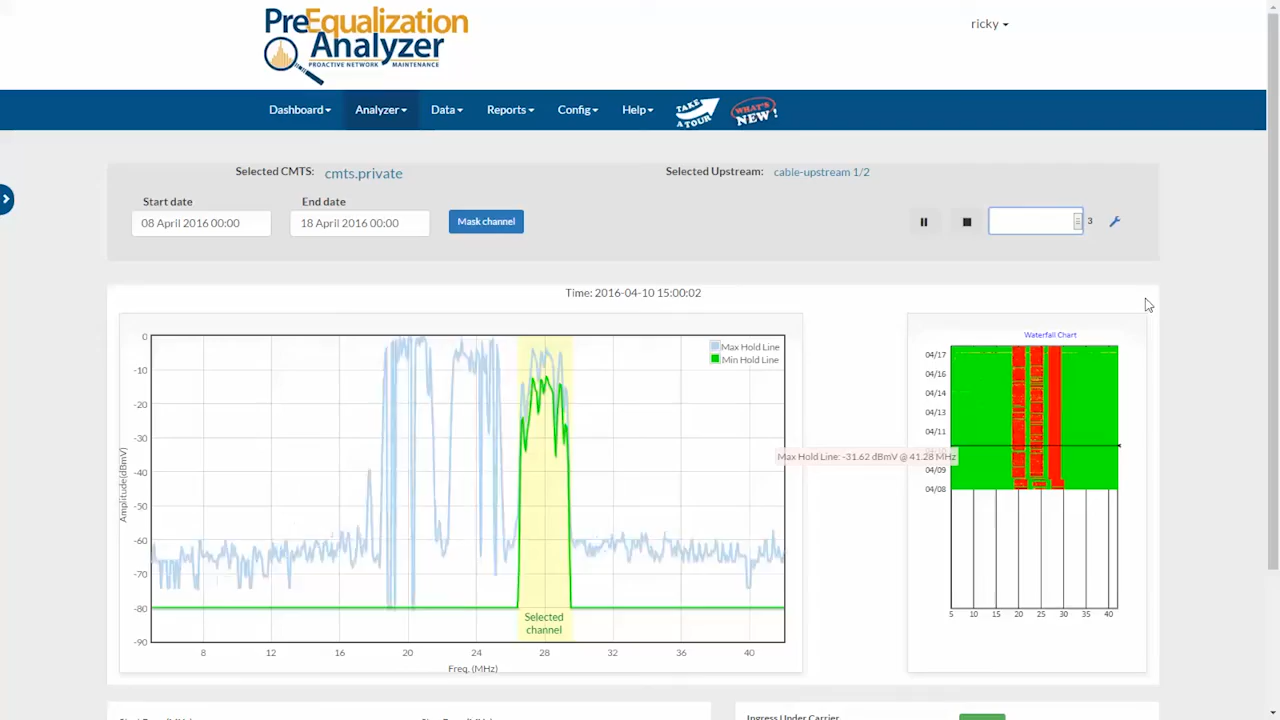 PreEqualization
Analyzer
PROACTIVE NETWORK MAINTENANCE
ricky
Dashboard Analyzer Data Reports Config Help TAKE A TOUR WHAT'S NEW!
Selected CMTS: cmts.private Selected Upstream: cable-upstream 1/2
Start date End date
08 April 2016 00:00 18 April 2016 00:00 Mask channel 3
Time: 2016-04-10 15:00:02
Waterfall Chart
Max Hold Line
Min Hold Line
Amplitude(dBmV)
0
-10
-20
-30
-40
-50
-60
-70
-80
-90
Selected
channel
8 12 16 20 24 28 32 36 40
Freq. (MHz)
Max Hold Line: -31.62 dBmV @ 41.28 MHz
04/17
04/16
04/14
04/13
04/11
04/09
04/08
5 10 15 20 25 30 35 40
Ingress Under Carrier